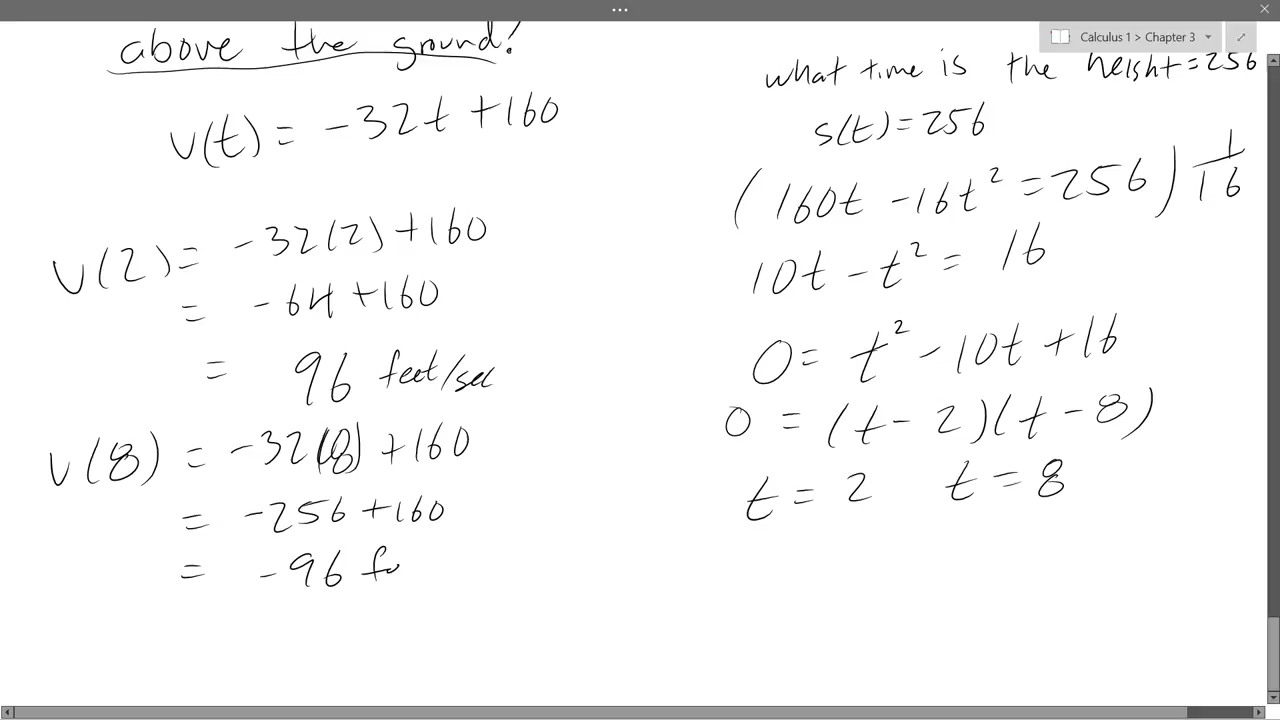 Calculus 1 > Chapter 3
above the ground?
v(t) = -32t + 160
v(2) = -32(2) + 160
= -64 + 160
= 96 feet/sec
v(8) = -32(8) + 160
= -256 + 160
= -96 fe
what time is the height = 256
s(t) = 256
(160t - 16t² = 256) 1/16
10t - t² = 16
0 = t² - 10t + 16
0 = (t - 2)(t - 8)
t = 2 t = 8